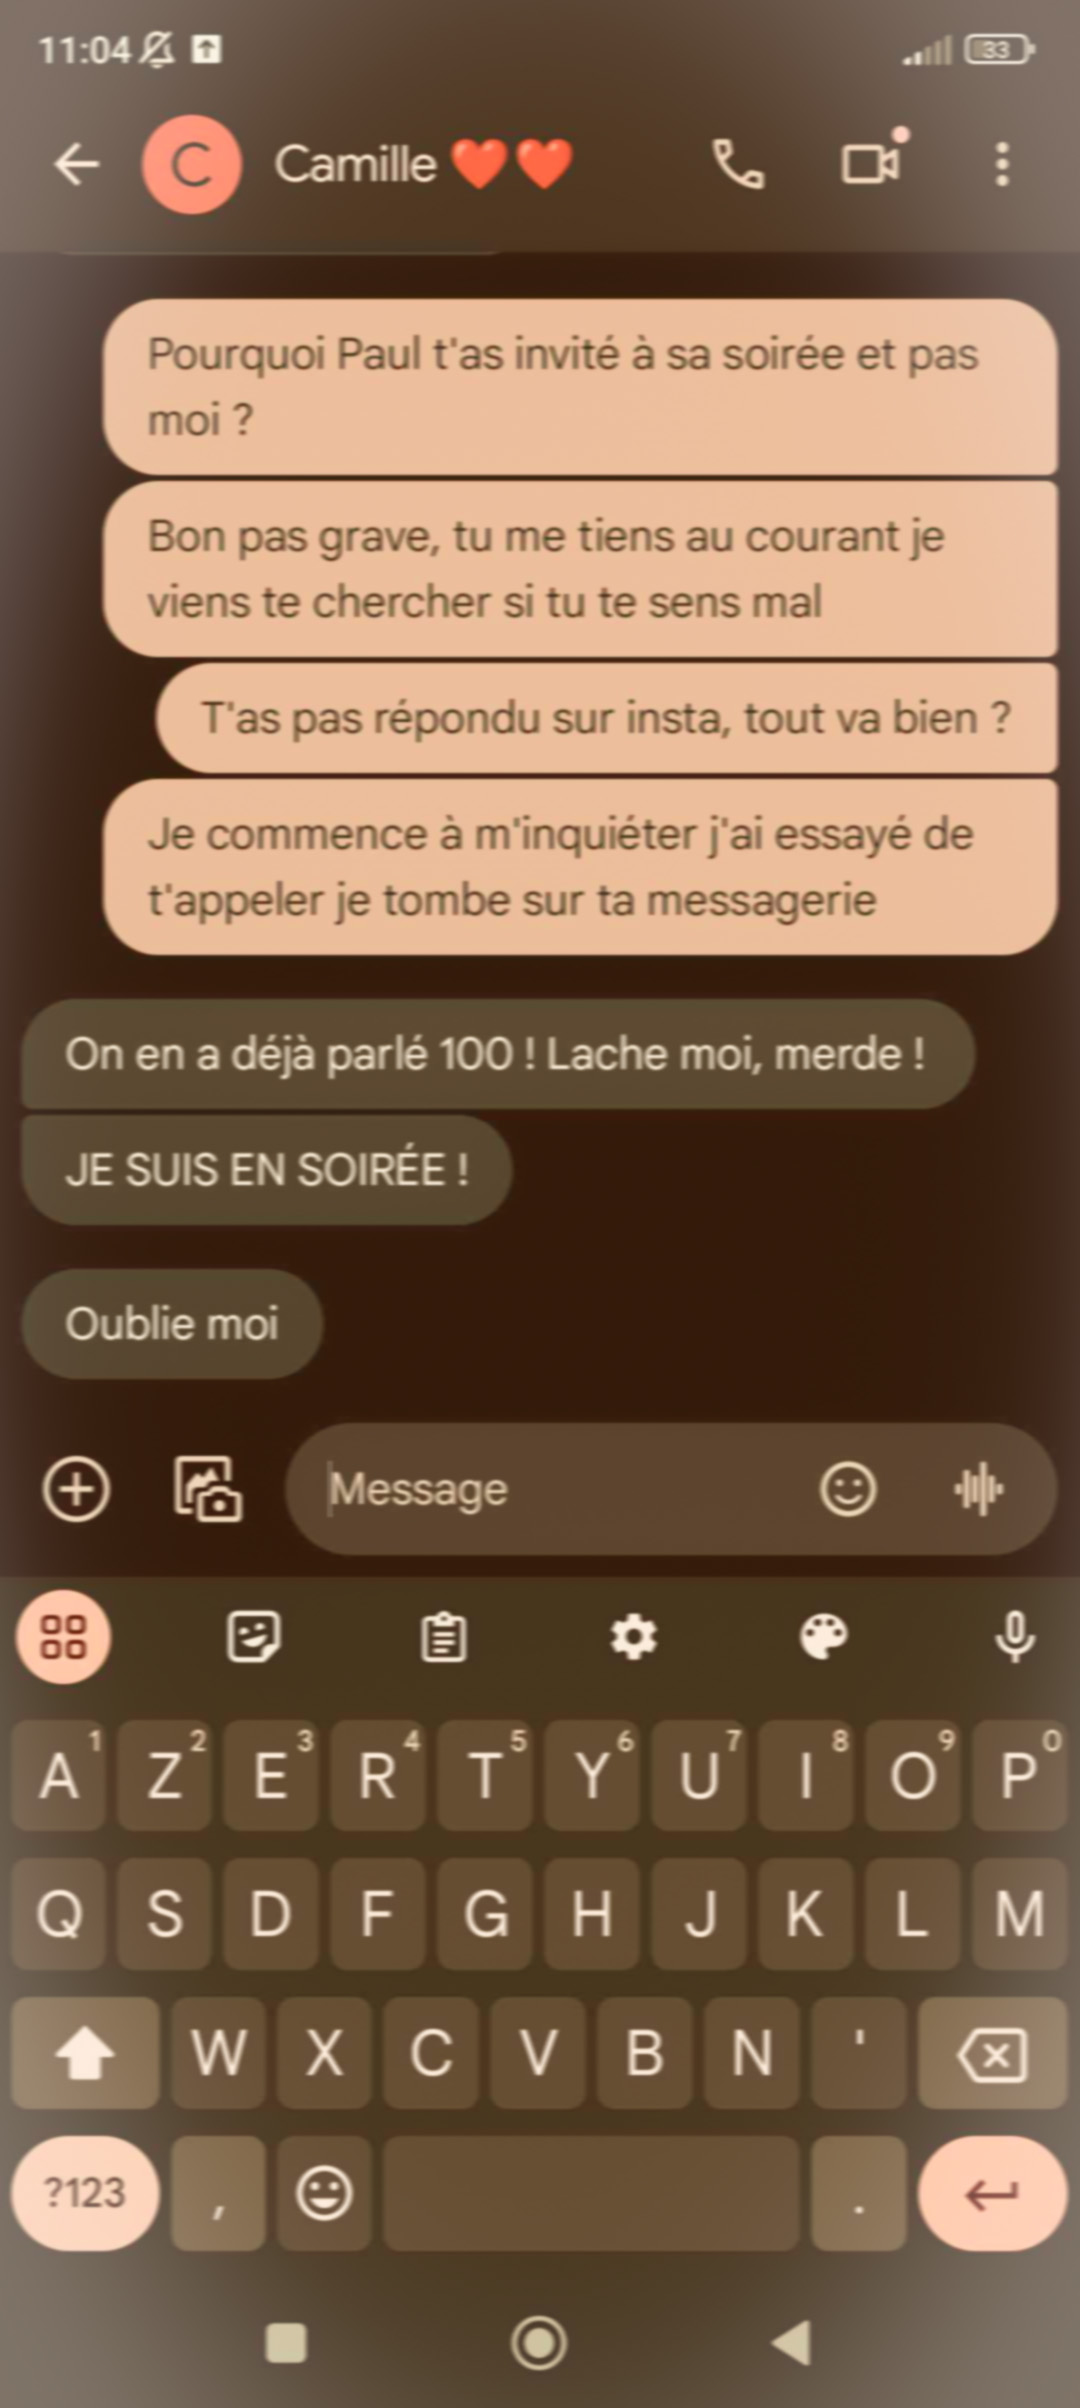 11:04
33
C
Camille ❤️❤️
Pourquoi Paul t'as invité à sa soirée et pas
moi ?
Bon pas grave, tu me tiens au courant je
viens te chercher si tu te sens mal
T'as pas répondu sur insta, tout va bien ?
Je commence à m'inquiéter j'ai essayé de
t'appeler je tombe sur ta messagerie
On en a déjà parlé 100 ! Lache moi, merde !
JE SUIS EN SOIRÉE !
Oublie moi
Message
A 1 Z 2 E 3 R 4 T 5 Y 6 U 7 I 8 O 9 P 0
Q S D F G H J K L M
W X C V B N '
?123 , .